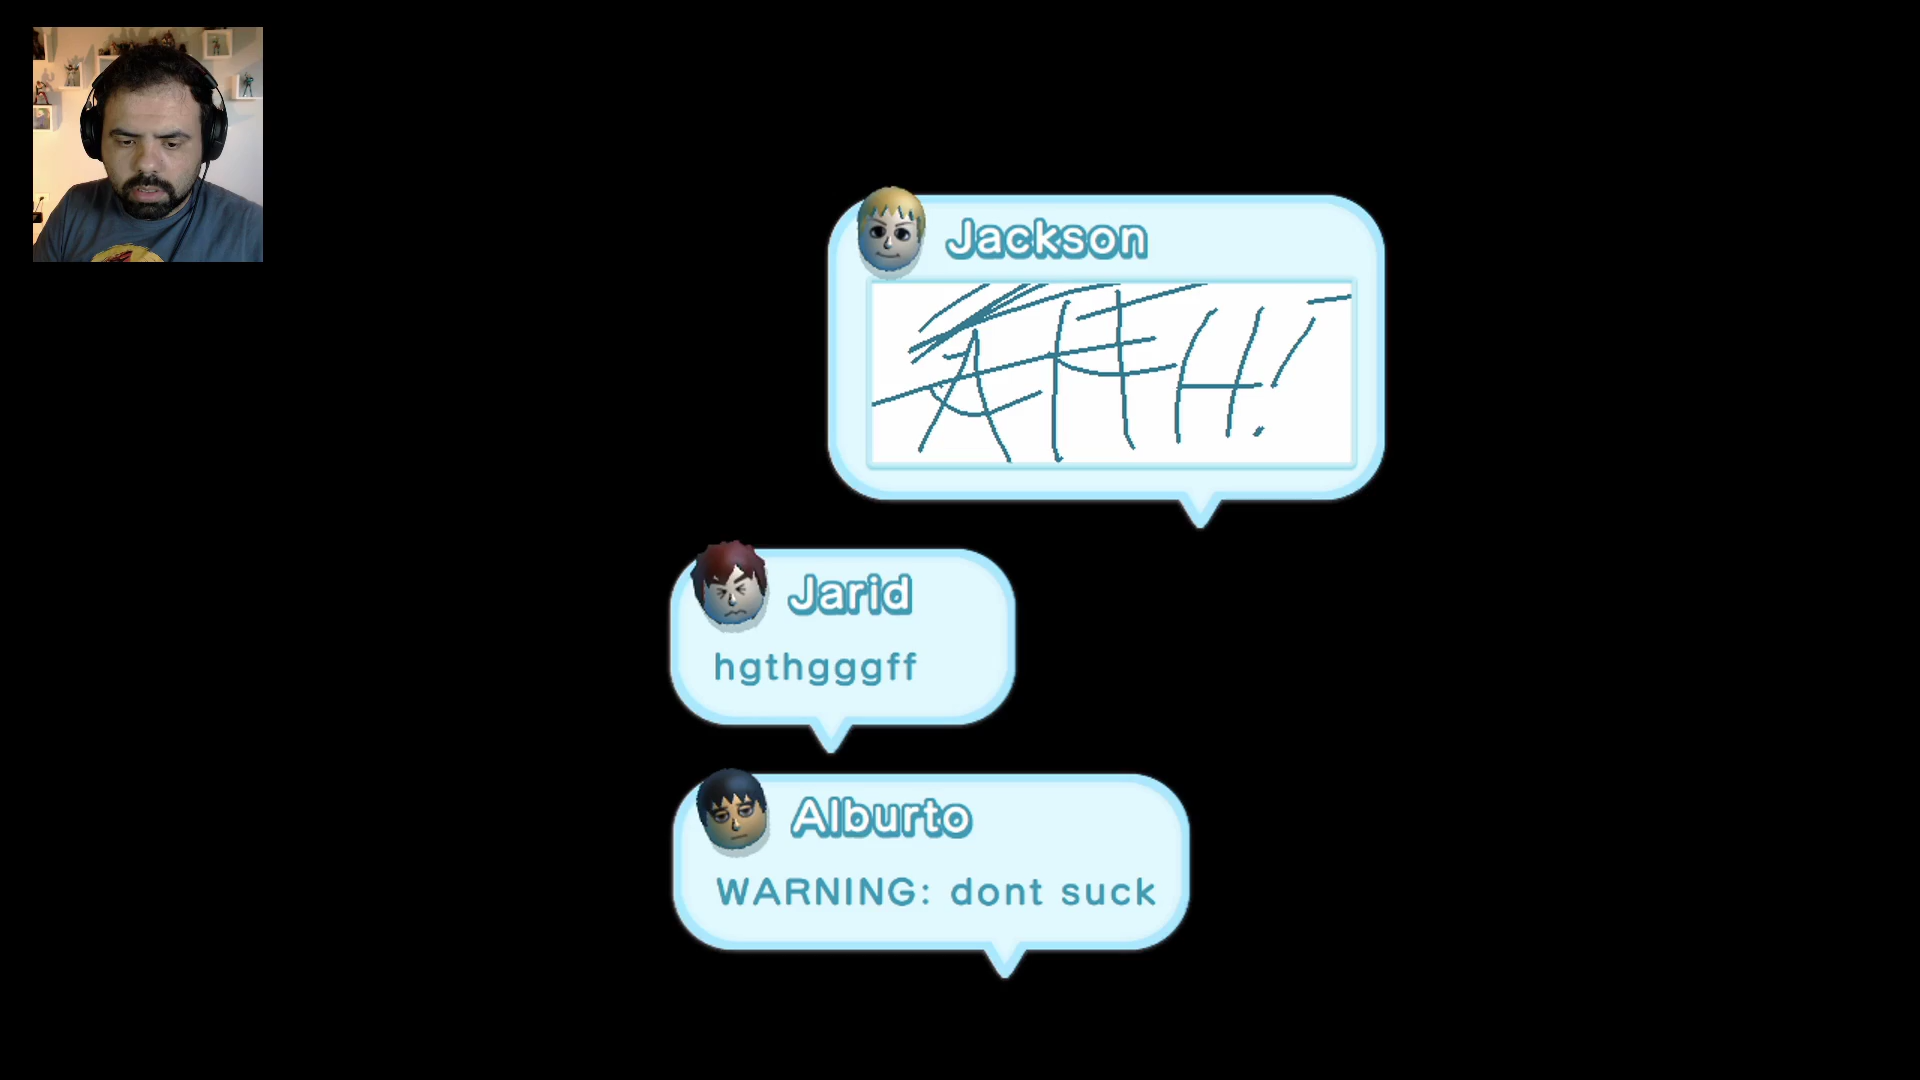 Jackson
AHH!
Jarid
hgthgggff
Alburto
WARNING: dont suck